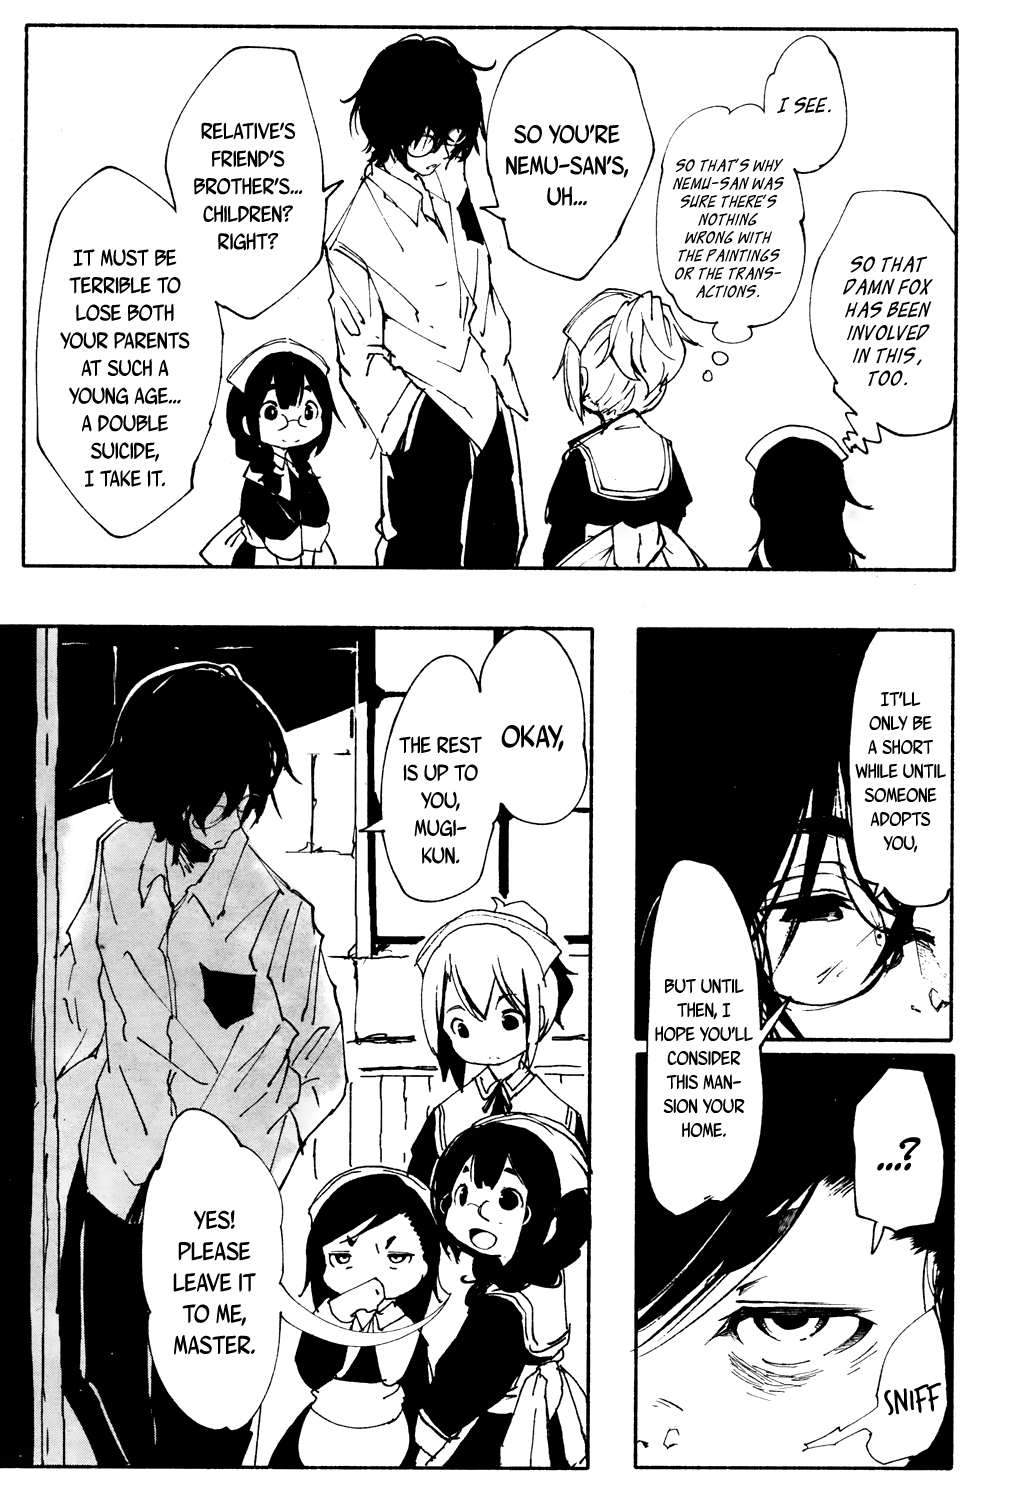 I SEE.
SO THAT'S WHY
NEMU-SAN WAS
SURE THERE'S
NOTHING
WRONG WITH
THE PAINTINGS
OR THE TRANS-
ACTIONS.
SO THAT
DAMN FOX
HAS BEEN
INVOLVED
IN THIS,
TOO.
SO YOU'RE
NEMU-SAN'S,
UH...
RELATIVE'S
FRIEND'S
BROTHER'S...
CHILDREN?
RIGHT?
IT MUST BE
TERRIBLE TO
LOSE BOTH
YOUR PARENTS
AT SUCH A
YOUNG AGE...
A DOUBLE
SUICIDE,
I TAKE IT.
IT'LL
ONLY BE
A SHORT
WHILE UNTIL
SOMEONE
ADOPTS
YOU,
BUT UNTIL
THEN, I
HOPE YOU'LL
CONSIDER
THIS MAN-
SION YOUR
HOME.
...?
SNIFF
OKAY,
THE REST
IS UP TO
YOU,
MUGI-
KUN.
YES!
PLEASE
LEAVE IT
TO ME,
MASTER.